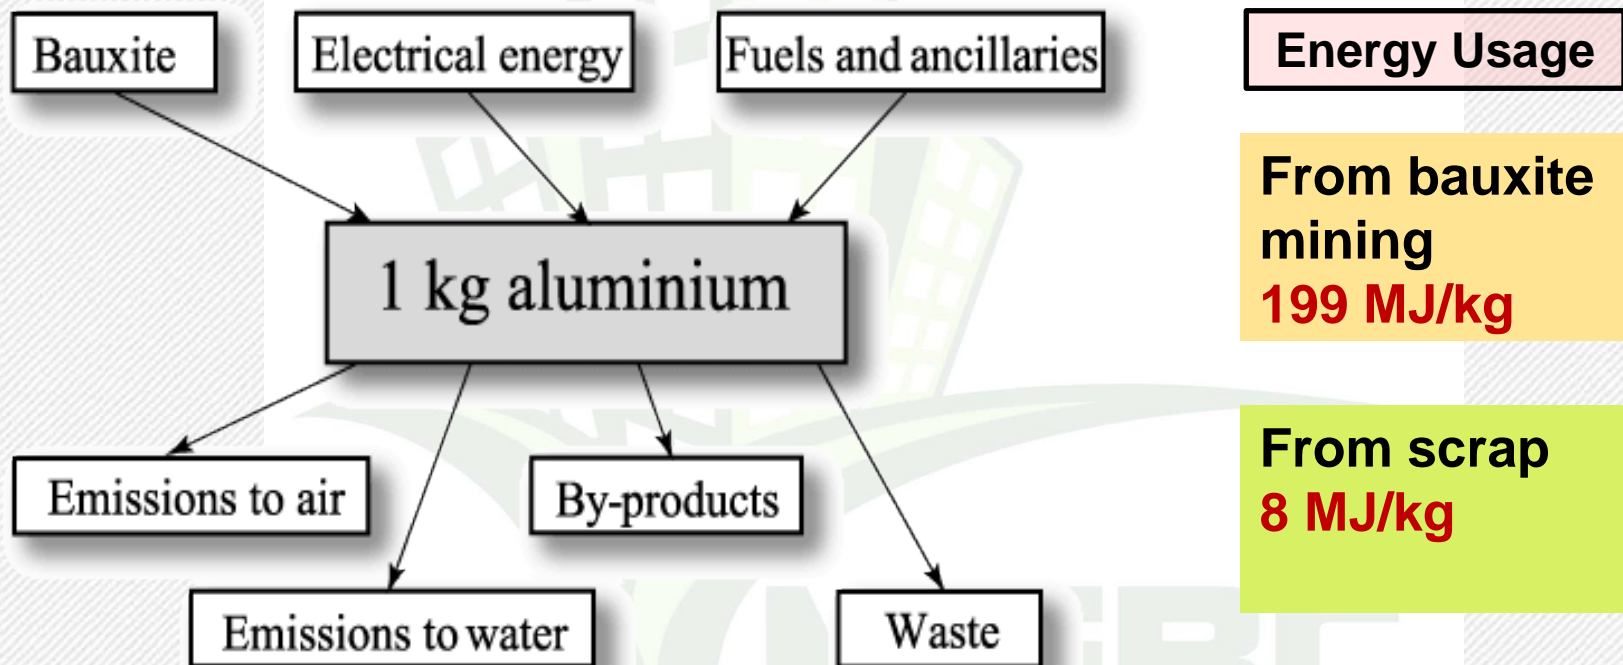 Bauxite
Electrical energy
Fuels and ancillaries
Energy Usage
1 kg aluminium
From bauxite
mining
199 MJ/kg
Emissions to air
By-products
From scrap
8 MJ/kg
Emissions to water
Waste